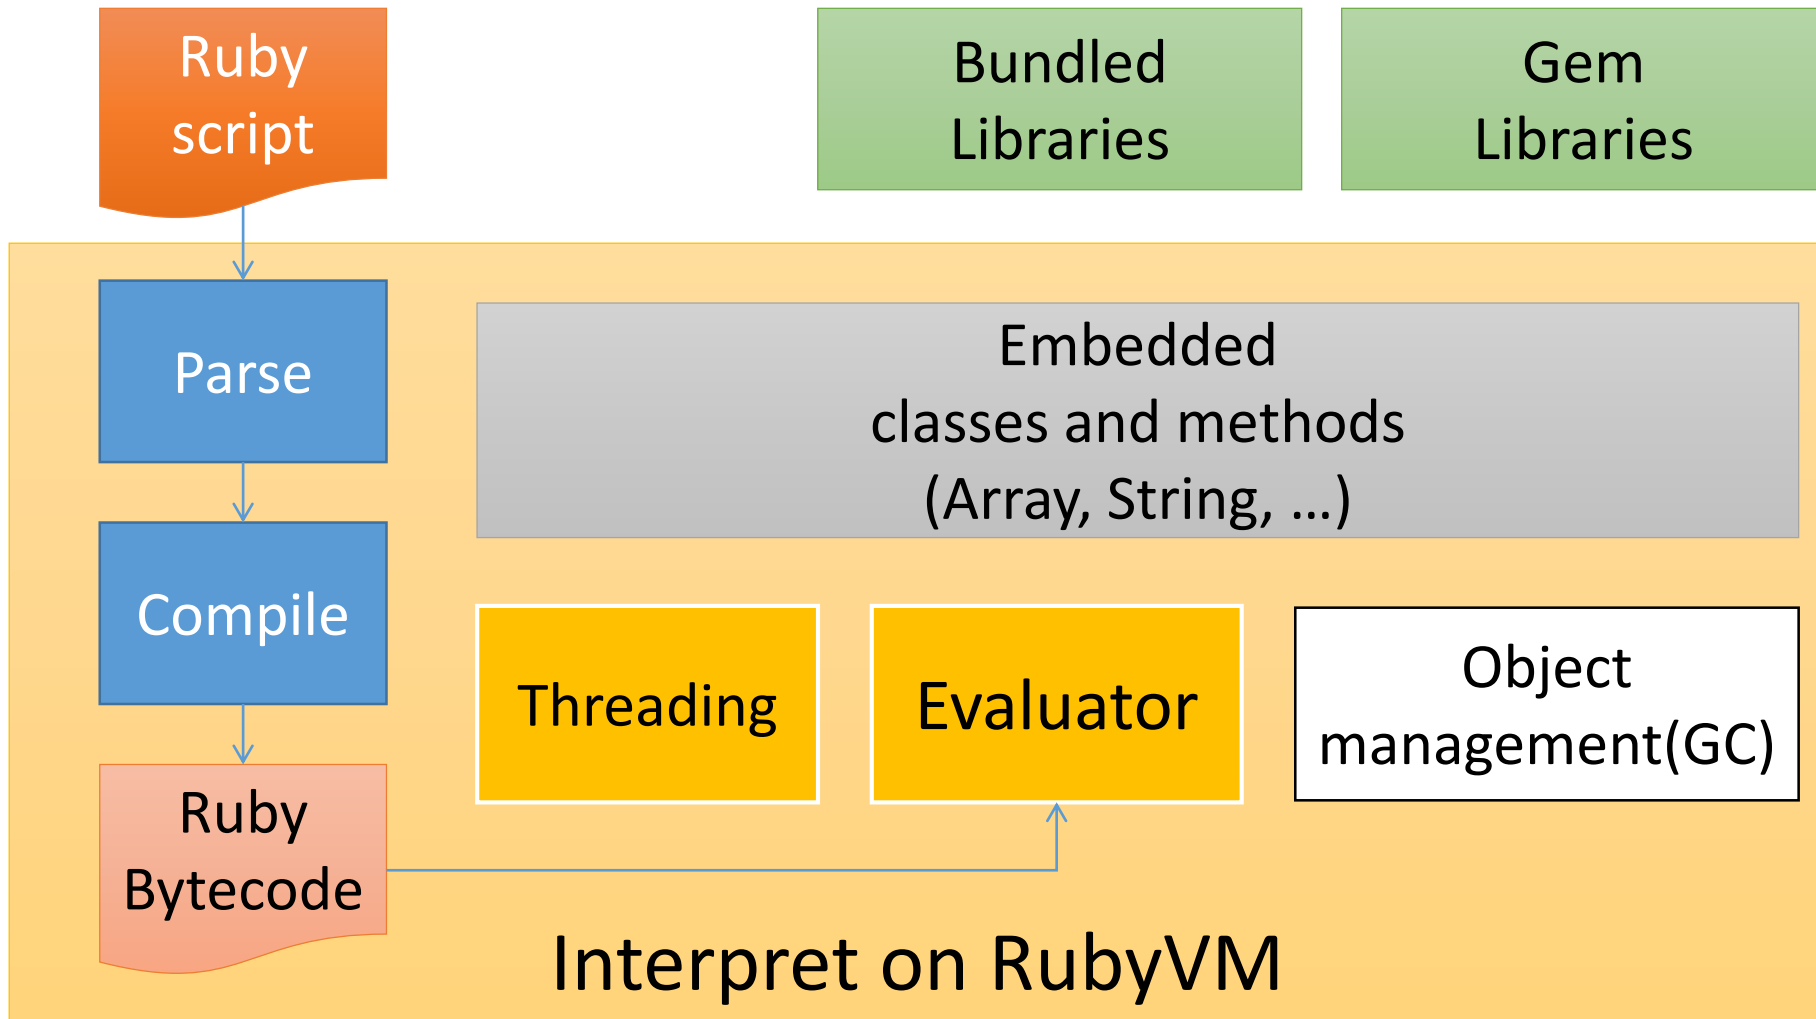 Ruby
script
Bundled
Libraries
Gem
Libraries
Parse
Embedded
classes and methods
(Array, String, …)
Compile
Threading
Evaluator
Object
management(GC)
Ruby
Bytecode
Interpret on RubyVM